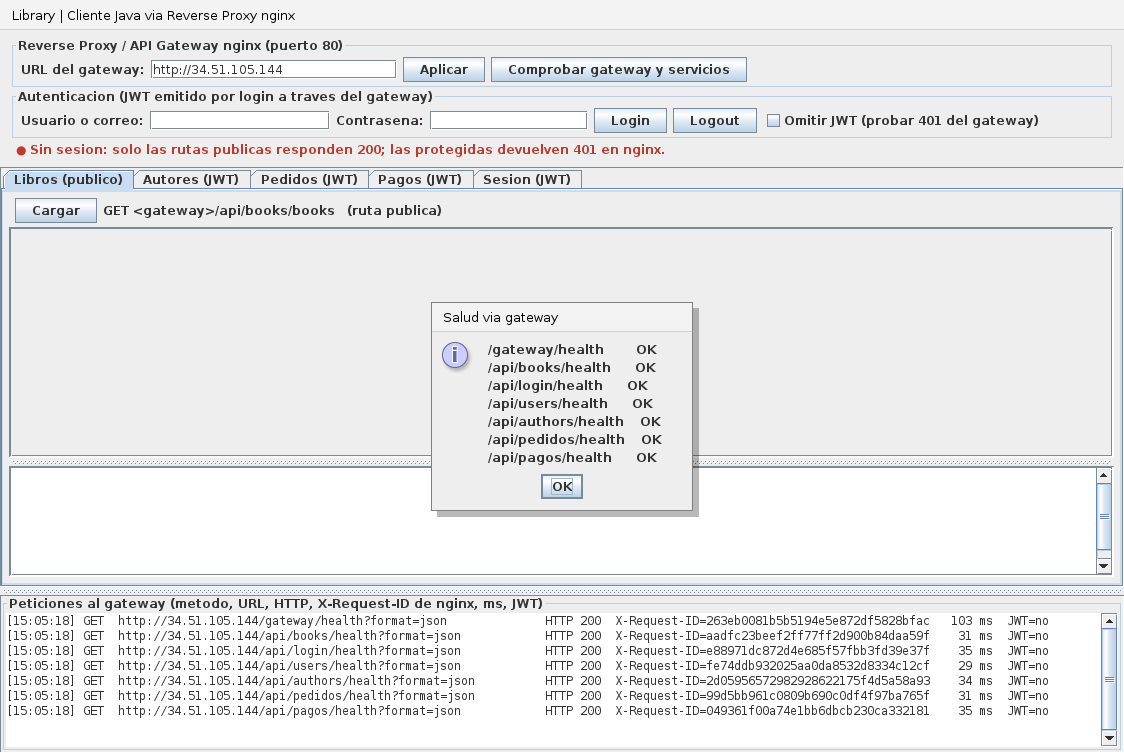 Library | Cliente Java via Reverse Proxy nginx
Reverse Proxy / API Gateway nginx (puerto 80)
URL del gateway: http://34.51.105.144 Aplicar Comprobar gateway y servicios
Autenticacion (JWT emitido por login a traves del gateway)
Usuario o correo: Contrasena: Login Logout Omitir JWT (probar 401 del gateway)
Sin sesion: solo las rutas publicas responden 200; las protegidas devuelven 401 en nginx.
Libros (publico) Autores (JWT) Pedidos (JWT) Pagos (JWT) Sesion (JWT)
Cargar GET <gateway>/api/books/books (ruta publica)
Salud via gateway
/gateway/health OK
/api/books/health OK
/api/login/health OK
/api/users/health OK
/api/authors/health OK
/api/pedidos/health OK
/api/pagos/health OK
OK
Peticiones al gateway (metodo, URL, HTTP, X-Request-ID de nginx, ms, JWT)
[15:05:18] GET http://34.51.105.144/gateway/health?format=json HTTP 200 X-Request-ID=263eb0081b5b5194e5e872df5828bfac 103 ms JWT=no
[15:05:18] GET http://34.51.105.144/api/books/health?format=json HTTP 200 X-Request-ID=aadfc23beef2ff77ff2d900b84daa59f 31 ms JWT=no
[15:05:18] GET http://34.51.105.144/api/login/health?format=json HTTP 200 X-Request-ID=e88971dc872d4e685f57fbb3fd39e37f 35 ms JWT=no
[15:05:18] GET http://34.51.105.144/api/users/health?format=json HTTP 200 X-Request-ID=fe74ddb932025aa0da8532d8334c12cf 29 ms JWT=no
[15:05:18] GET http://34.51.105.144/api/authors/health?format=json HTTP 200 X-Request-ID=2d05956572982928622175f4d5a58a93 34 ms JWT=no
[15:05:18] GET http://34.51.105.144/api/pedidos/health?format=json HTTP 200 X-Request-ID=99d5bb961c0809b690c0df4f97ba765f 31 ms JWT=no
[15:05:18] GET http://34.51.105.144/api/pagos/health?format=json HTTP 200 X-Request-ID=049361f00a74e1bb6dbcb230ca332181 35 ms JWT=no